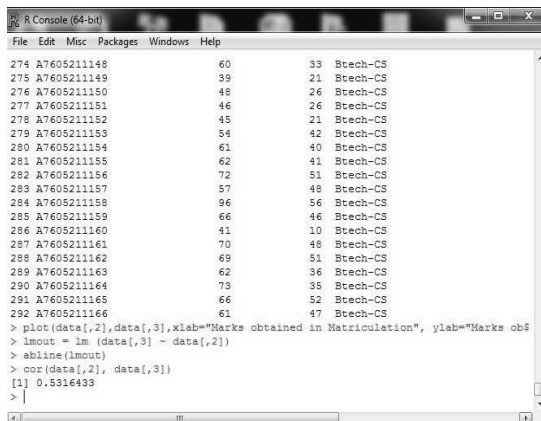 R Console (64-bit)
File Edit Misc Packages Windows Help
274 A7605211148 60 33 Btech-CS
275 A7605211149 39 21 Btech-CS
276 A7605211150 48 26 Btech-CS
277 A7605211151 46 26 Btech-CS
278 A7605211152 45 21 Btech-CS
279 A7605211153 54 42 Btech-CS
280 A7605211154 61 40 Btech-CS
281 A7605211155 62 41 Btech-CS
282 A7605211156 72 51 Btech-CS
283 A7605211157 57 48 Btech-CS
284 A7605211158 96 56 Btech-CS
285 A7605211159 66 46 Btech-CS
286 A7605211160 41 10 Btech-CS
287 A7605211161 70 48 Btech-CS
288 A7605211162 69 51 Btech-CS
289 A7605211163 62 36 Btech-CS
290 A7605211164 73 35 Btech-CS
291 A7605211165 66 52 Btech-CS
292 A7605211166 61 47 Btech-CS
> plot(data[,2],data[,3],xlab="Marks obtained in Matriculation", ylab="Marks ob$
> lmout = lm (data[,3] ~ data[,2])
> abline(lmout)
> cor(data[,2], data[,3])
[1] 0.5316433
>